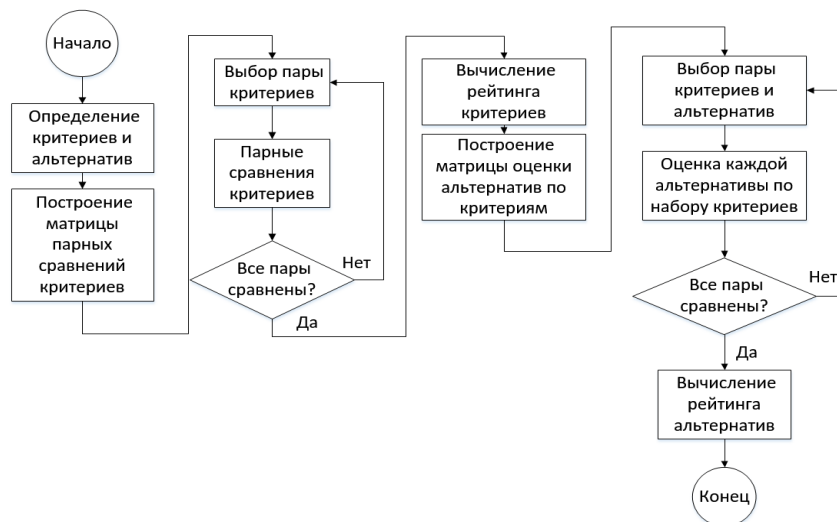 Начало
Определение
критериев и
альтернатив
Построение
матрицы
парных
сравнений
критериев
Выбор пары
критериев
Парные
сравнения
критериев
Все пары
сравнены?
Нет
Да
Вычисление
рейтинга
критериев
Построение
матрицы оценки
альтернатив по
критериям
Выбор пары
критериев и
альтернатив
Оценка каждой
альтернативы по
набору критериев
Все пары
сравнены?
Нет
Да
Вычисление
рейтинга
альтернатив
Конец